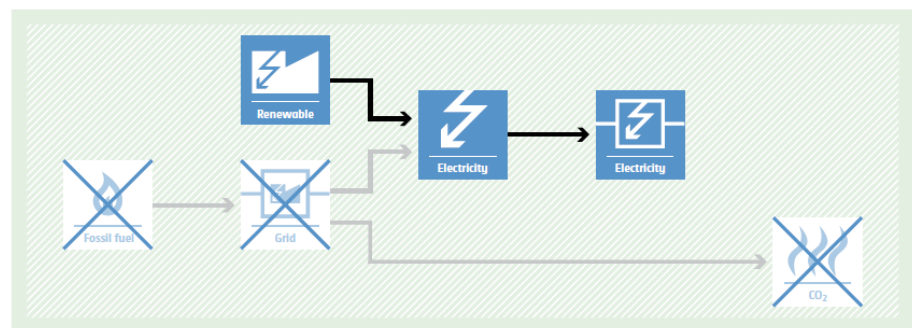 Renewable
Electricity
Electricity
Fossil fuel
Grid
CO₂